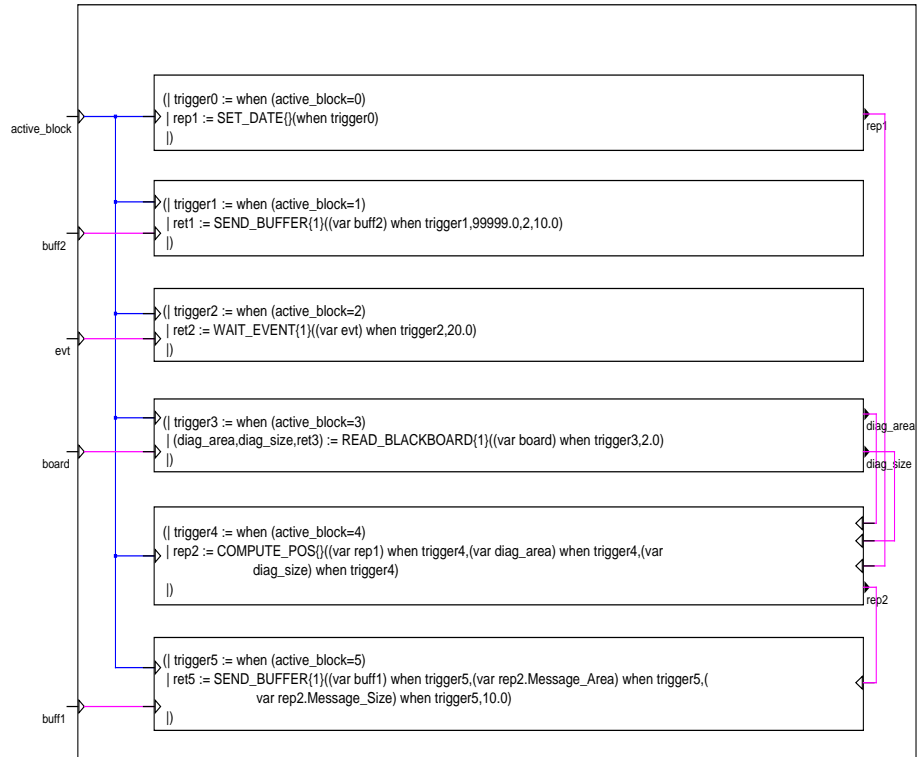 (| trigger0 := when (active_block=0)
| rep1 := SET_DATE{}(when trigger0)
|)
active_block
rep1
(| trigger1 := when (active_block=1)
| ret1 := SEND_BUFFER{1}((var buff2) when trigger1,99999.0,2,10.0)
|)
buff2
(| trigger2 := when (active_block=2)
| ret2 := WAIT_EVENT{1}((var evt) when trigger2,20.0)
|)
evt
(| trigger3 := when (active_block=3)
| (diag_area,diag_size,ret3) := READ_BLACKBOARD{1}((var board) when trigger3,2.0)
|)
diag_area
board
diag_size
(| trigger4 := when (active_block=4)
| rep2 := COMPUTE_POS{}((var rep1) when trigger4,(var diag_area) when trigger4,(var
diag_size) when trigger4)
|)
rep2
(| trigger5 := when (active_block=5)
| ret5 := SEND_BUFFER{1}((var buff1) when trigger5,(var rep2.Message_Area) when trigger5,(
var rep2.Message_Size) when trigger5,10.0)
|)
buff1